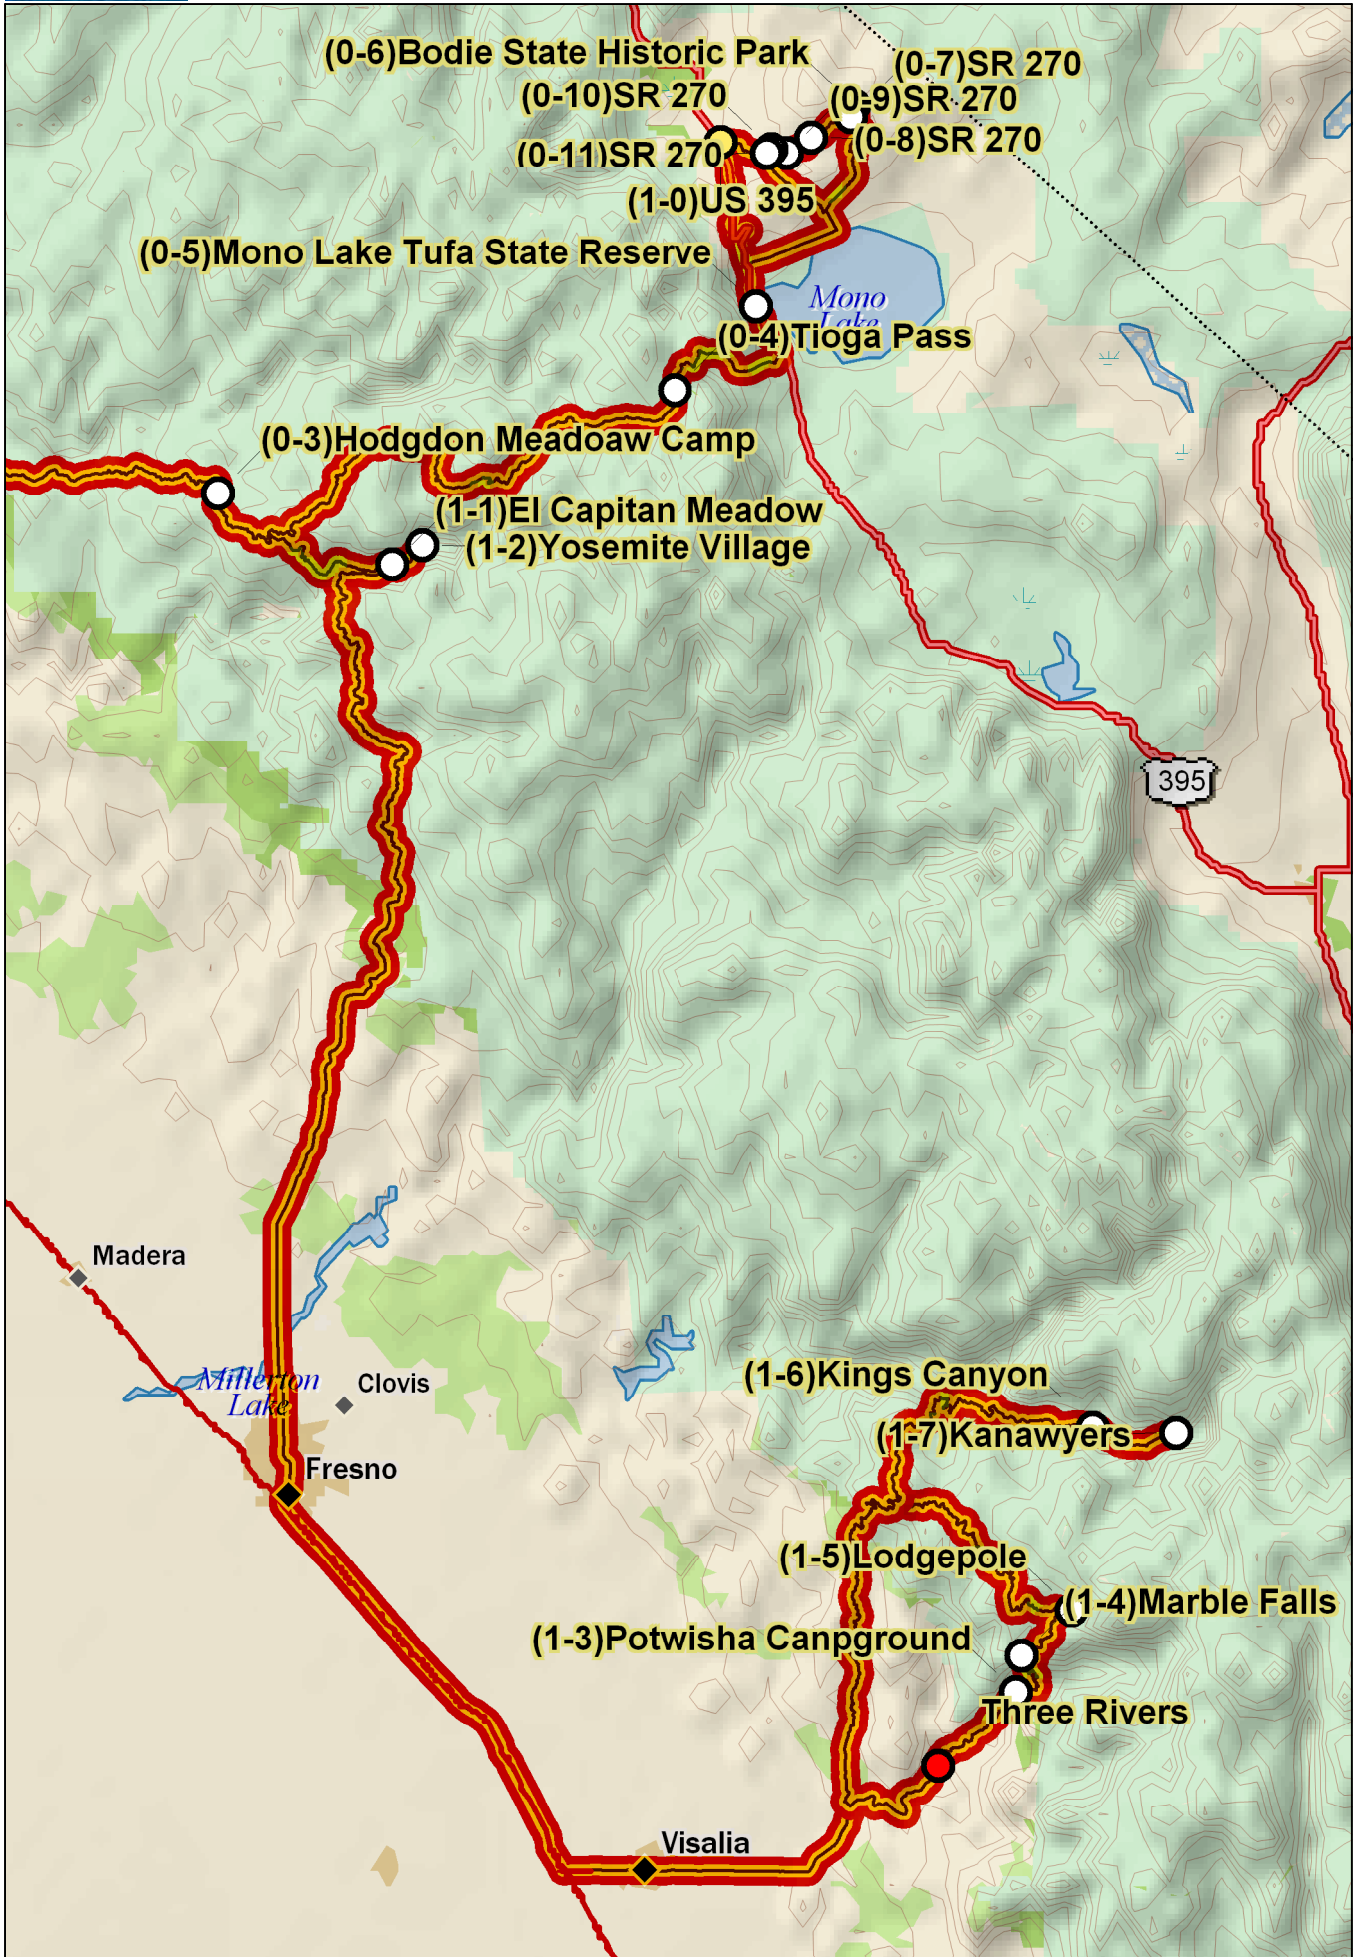 (0-6)Bodie State Historic Park
(0-7)SR 270
(0-10)SR 270
(0-9)SR 270
(0-8)SR 270
(0-11)SR 270
(1-0)US 395
(0-5)Mono Lake Tufa State Reserve
Mono
Lake
(0-4)Tioga Pass
(0-3)Hodgdon Meadoaw Camp
(1-1)El Capitan Meadow
(1-2)Yosemite Village
395
Madera
Millerton
Lake
Clovis
Fresno
(1-6)Kings Canyon
(1-7)Kanawyers
(1-5)Lodgepole
(1-4)Marble Falls
(1-3)Potwisha Canpground
Three Rivers
Visalia